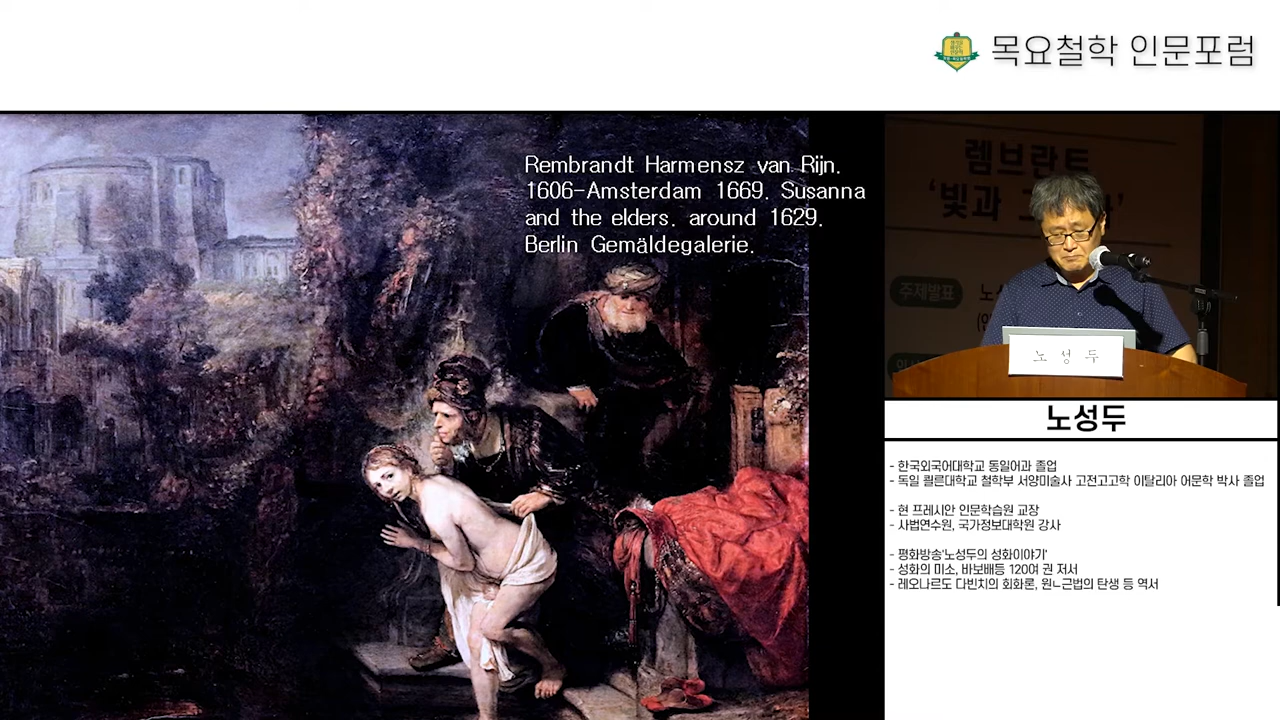 목요철학 인문포럼
Rembrandt Harmensz van Rijn.
1606-Amsterdam 1669. Susanna
and the elders. around 1629.
Berlin Gemäldegalerie.
렘브란트
'빛과
주제발표
노성두
노성두
- 한국외국어대학교 독일어과 졸업
- 독일 쾰른대학교 철학부 서양미술사 고전고고학 이탈리아 어문학 박사 졸업
- 현 프레시안 인문학습원 교장
- 사법연수원, 국가정보대학원 강사
- 평화방송'노성두의 성화이야기'
- 성화의 미소, 바보배등 120여 권 저서
- 레오나르도 다빈치의 회화론, 원ㄴ근법의 탄생 등 역서